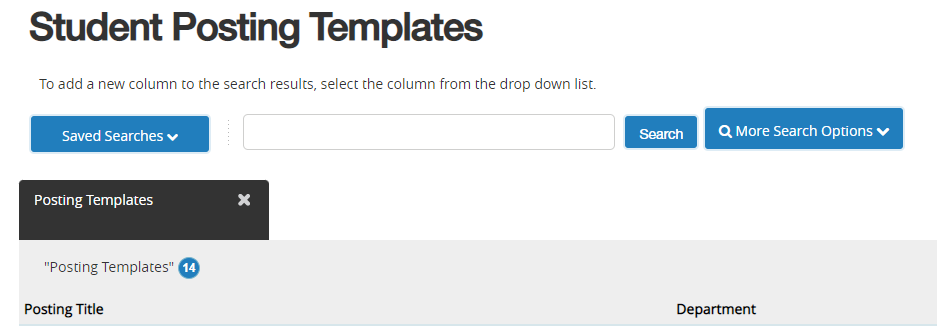 Student Posting Templates
To add a new column to the search results, select the column from the drop down list.
Saved Searches
Search
More Search Options
Posting Templates
"Posting Templates" 14
Posting Title Department